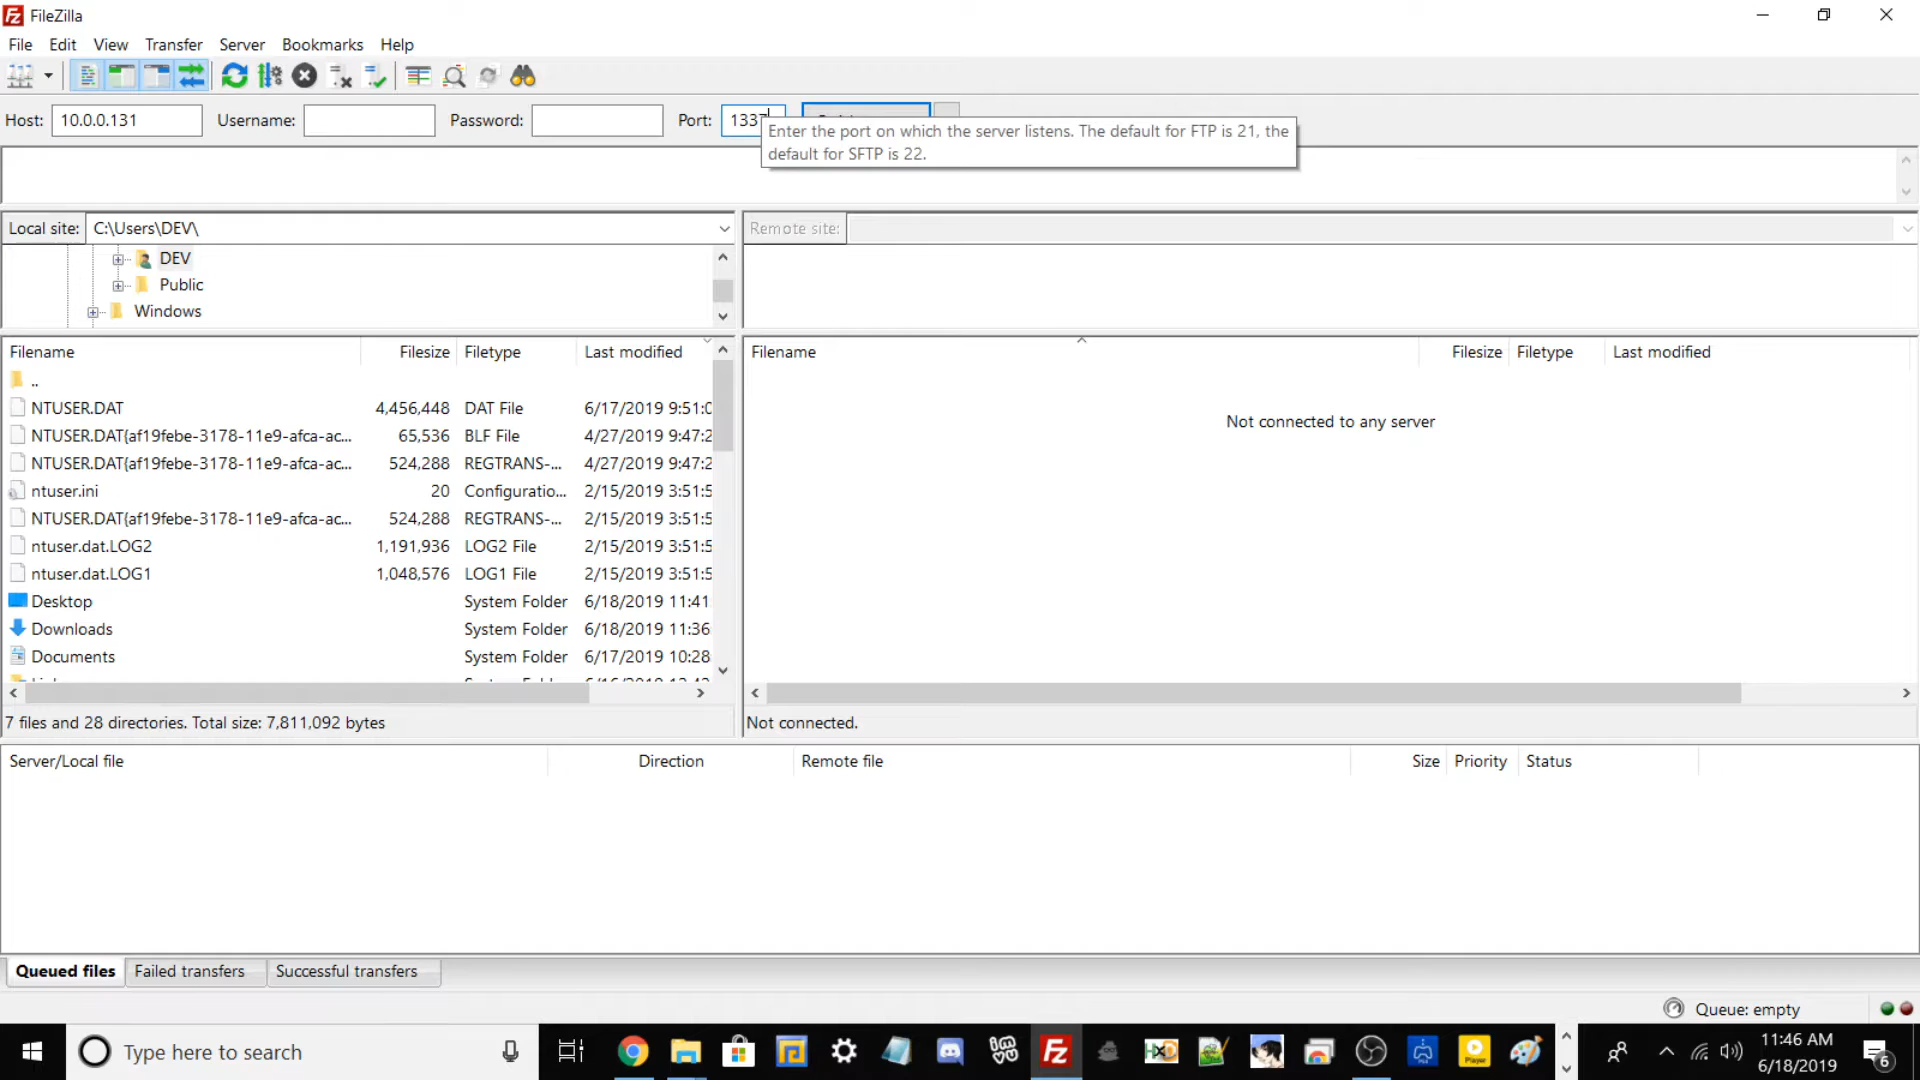 FileZilla
File Edit View Transfer Server Bookmarks Help
Host: 10.0.0.131 Username: Password: Port: 1337
Enter the port on which the server listens. The default for FTP is 21, the
default for SFTP is 22.
Local site: C:\Users\DEV\ Remote site:
DEV
Public
Windows
Filename Filesize Filetype Last modified
..
NTUSER.DAT 4,456,448 DAT File 6/17/2019 9:51:0
NTUSER.DAT{af19febe-3178-11e9-afca-ac... 65,536 BLF File 4/27/2019 9:47:2
NTUSER.DAT{af19febe-3178-11e9-afca-ac... 524,288 REGTRANS-... 4/27/2019 9:47:2
ntuser.ini 20 Configuratio... 2/15/2019 3:51:5
NTUSER.DAT{af19febe-3178-11e9-afca-ac... 524,288 REGTRANS-... 2/15/2019 3:51:5
ntuser.dat.LOG2 1,191,936 LOG2 File 2/15/2019 3:51:5
ntuser.dat.LOG1 1,048,576 LOG1 File 2/15/2019 3:51:5
Desktop System Folder 6/18/2019 11:41
Downloads System Folder 6/18/2019 11:36
Documents System Folder 6/17/2019 10:28
7 files and 28 directories. Total size: 7,811,092 bytes
Filename Filesize Filetype Last modified
Not connected to any server
Not connected.
Server/Local file Direction Remote file Size Priority Status
Queued files Failed transfers Successful transfers
Queue: empty
Type here to search
11:46 AM
6/18/2019
6